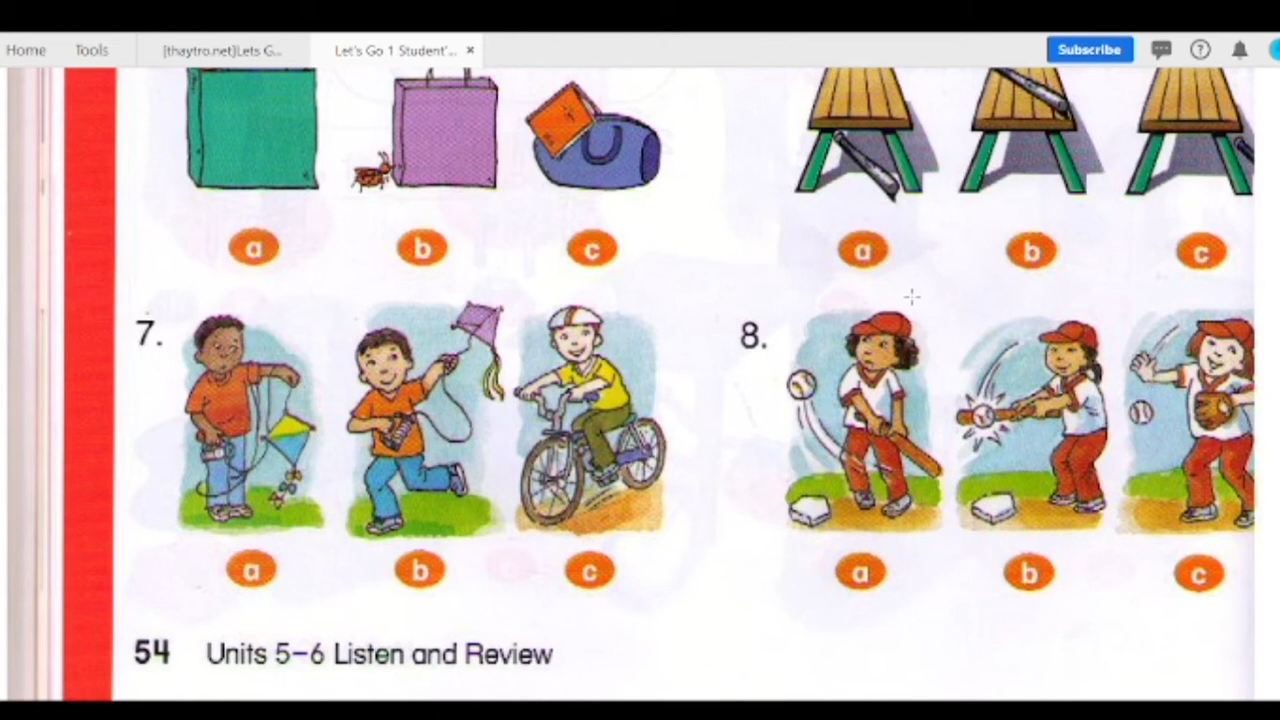 Home Tools [thaytro.net]Lets G... Let's Go 1 Student'... × Subscribe
a b c a b c
7. 8.
a b c a b c
54 Units 5–6 Listen and Review